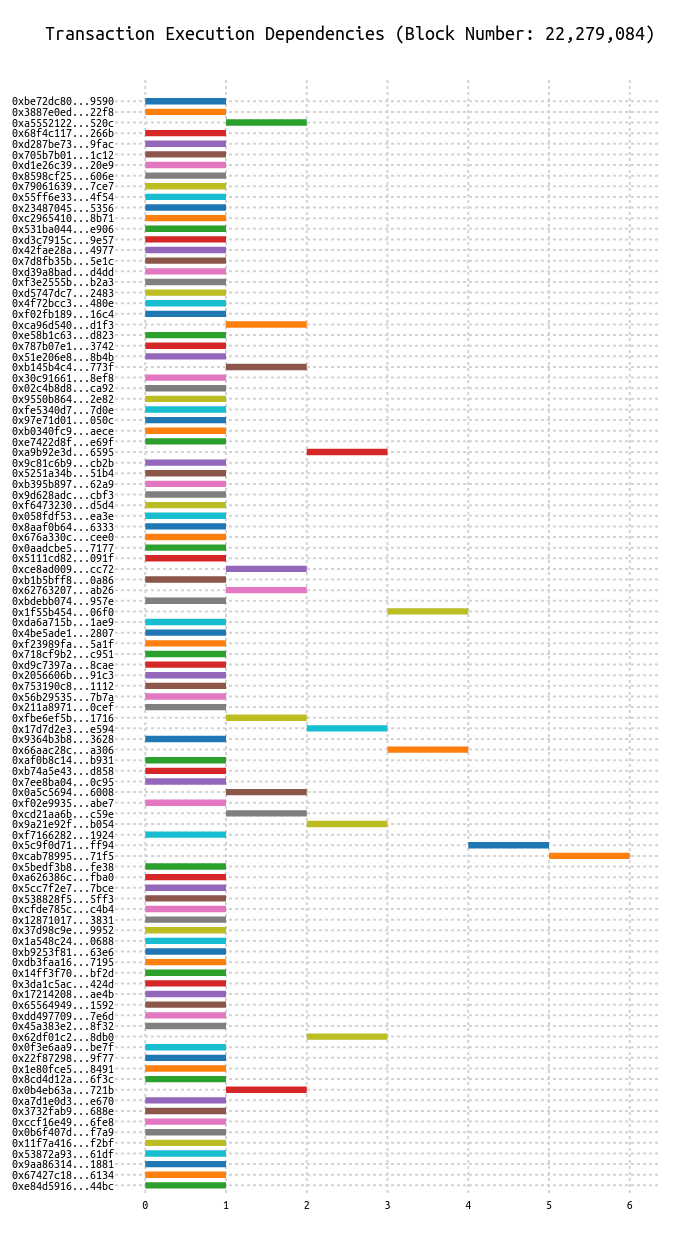 Transaction Execution Dependencies (Block Number: 22,279,084)
0xbe72dc80...9590
0x3887e0ed...22f8
0xa5552122...520c
0x68f4c117...266b
0xd287be73...9fac
0x705b7b01...1c12
0xd1e26c39...20e9
0x8598cf25...606e
0x79061639...7ce7
0x55ff6e33...4f54
0x23487045...5356
0xc2965410...8b71
0x531ba044...e906
0xd3c7915c...9e57
0x42fae28a...4977
0x7d8fb35b...5e1c
0xd39a8bad...d4dd
0xf3e2555b...b2a3
0xd5747dc7...2483
0x4f72bcc3...480e
0xf02fb189...16c4
0xca96d540...d1f3
0xe58b1c63...d823
0x787b07e1...3742
0x51e206e8...8b4b
0xb145b4c4...773f
0x30c91661...8ef8
0x02c4b8d8...ca92
0x9550b864...2e82
0xfe5340d7...7d0e
0x97e71d01...050c
0xb0340fc9...aece
0xe7422d8f...e69f
0xa9b92e3d...6595
0x9c81c6b9...cb2b
0x5251a34b...51b4
0xb395b897...62a9
0x9d628adc...cbf3
0xf6473230...d5d4
0x058fdf53...ea3e
0x8aaf0b64...6333
0x676a330c...cee0
0x0aadcbe5...7177
0x5111cd82...091f
0xce8ad009...cc72
0xb1b5bff8...0a86
0x62763207...ab26
0xbdebb074...957e
0x1f55b454...06f0
0xda6a715b...1ae9
0x4be5ade1...2807
0xf23989fa...5a1f
0x718cf9b2...c951
0xd9c7397a...8cae
0x2056606b...91c3
0x753190c8...1112
0x56b29535...7b7a
0x211a8971...0cef
0xfbe6ef5b...1716
0x17d7d2e3...e594
0x9364b3b8...3628
0x66aac28c...a306
0xaf0b8c14...b931
0xb74a5e43...d858
0x7ee8ba04...0c95
0x0a5c5694...6008
0xf02e9935...abe7
0xcd21aa6b...c59e
0x9a21e92f...b054
0xf7166282...1924
0x5c9f0d71...ff94
0xcab78995...71f5
0x5bedf3b8...fe38
0xa626386c...fba0
0x5cc7f2e7...7bce
0x538828f5...5ff3
0xcfde785c...c4b4
0x12871017...3831
0x37d98c9e...9952
0x1a548c24...0688
0xb9253f81...63e6
0xdb3faa16...7195
0x14ff3f70...bf2d
0x3da1c5ac...424d
0x17214208...ae4b
0x65564949...1592
0xdd497709...7e6d
0x45a383e2...8f32
0x62df01c2...8db0
0x0f3e6aa9...be7f
0x22f87298...9f77
0x1e80fce5...8491
0x8cd4d12a...6f3c
0x0b4eb63a...721b
0xa7d1e0d3...e670
0x3732fab9...688e
0xccf16e49...6fe8
0x0b6f407d...f7a9
0x11f7a416...f2bf
0x53872a93...61df
0x9aa86314...1881
0x67427c18...6134
0xe84d5916...44bc
0 1 2 3 4 5 6